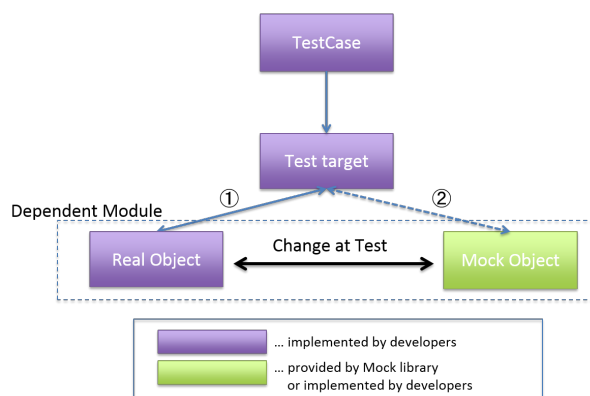 TestCase
Test target
①
②
Dependent Module
Real Object
Change at Test
Mock Object
... implemented by developers
... provided by Mock library
or implemented by developers